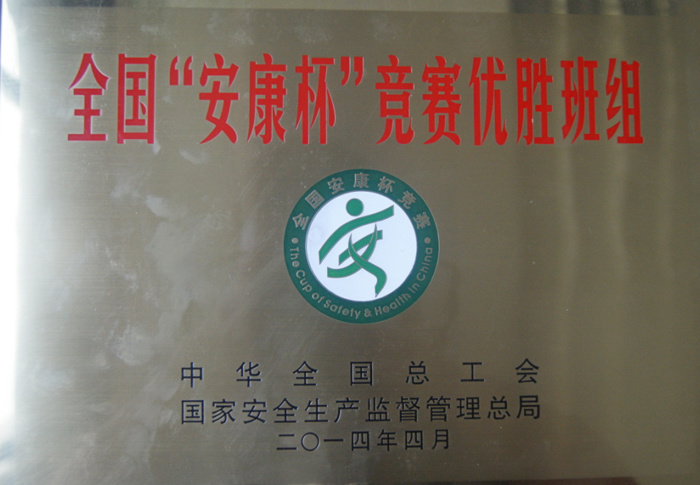 全国“安康杯”竞赛优胜班组
全国安康杯竞赛
The Cup of Safety & Health in China
中华全国总工会
国家安全生产监督管理总局
二〇一四年四月